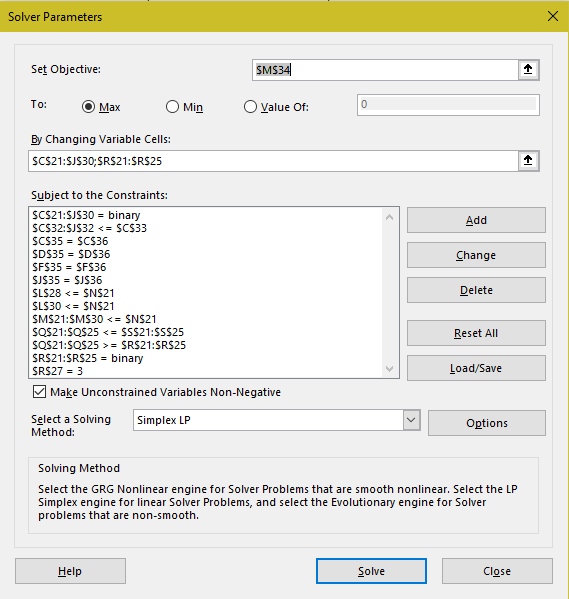 Solver Parameters
Set Objective:
$M$34
To:
Max
Min
Value Of:
0
By Changing Variable Cells:
$C$21:$J$30;$R$21:$R$25
Subject to the Constraints:
$C$21:$J$30 = binary
$C$32:$J$32 <= $C$33
$C$35 = $C$36
$D$35 = $D$36
$F$35 = $F$36
$J$35 = $J$36
$L$28 <= $N$21
$L$30 <= $N$21
$M$21:$M$30 <= $N$21
$Q$21:$Q$25 <= $S$21:$S$25
$Q$21:$Q$25 >= $R$21:$R$25
$R$21:$R$25 = binary
$R$27 = 3
Add
Change
Delete
Reset All
Load/Save
Make Unconstrained Variables Non-Negative
Select a Solving
Method:
Simplex LP
Options
Solving Method
Select the GRG Nonlinear engine for Solver Problems that are smooth nonlinear. Select the LP
Simplex engine for linear Solver Problems, and select the Evolutionary engine for Solver
problems that are non-smooth.
Help
Solve
Close